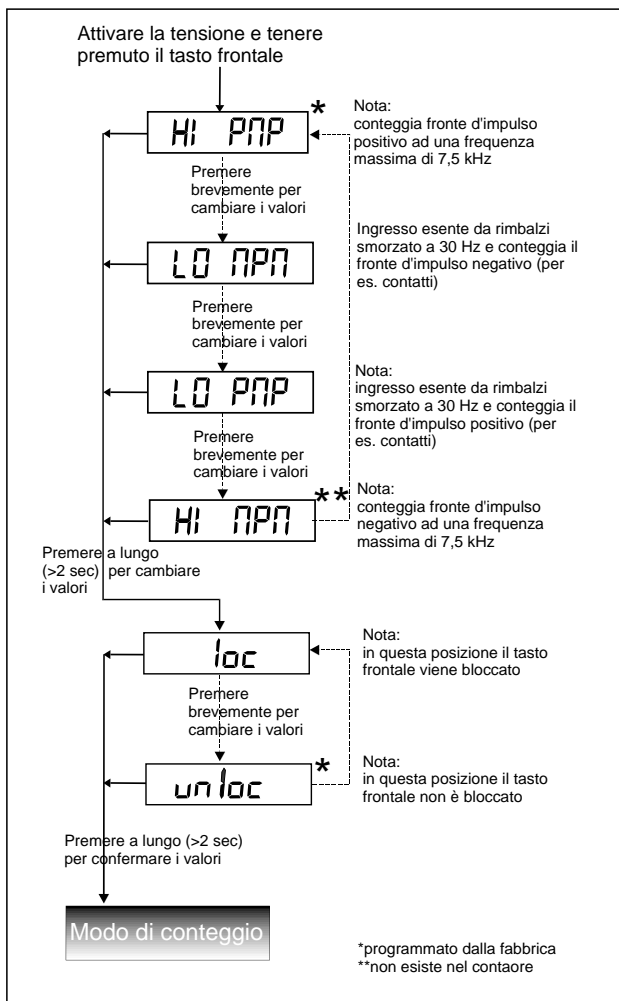 Attivare la tensione e tenere
premuto il tasto frontale
HI PNP *
Nota:
conteggia fronte d'impulso
positivo ad una frequenza
massima di 7,5 kHz
Premere
brevemente per
cambiare i valori
LO NPN
Ingresso esente da rimbalzi
smorzato a 30 Hz e conteggia il
fronte d'impulso negativo (per
es. contatti)
Premere
brevemente per
cambiare i valori
LO PNP
Nota:
ingresso esente da rimbalzi
smorzato a 30 Hz e conteggia il
fronte d'impulso positivo (per
es. contatti)
Premere
brevemente per
cambiare i valori
HI NPN **
Nota:
conteggia fronte d'impulso
negativo ad una frequenza
massima di 7,5 kHz
Premere a lungo
(>2 sec) per cambiare
i valori
loc
Nota:
in questa posizione il tasto
frontale viene bloccato
Premere
brevemente per
cambiare i valori
unloc *
Nota:
in questa posizione il tasto
frontale non è bloccato
Premere a lungo (>2 sec)
per confermare i valori
Modo di conteggio
*programmato dalla fabbrica
**non esiste nel contaore